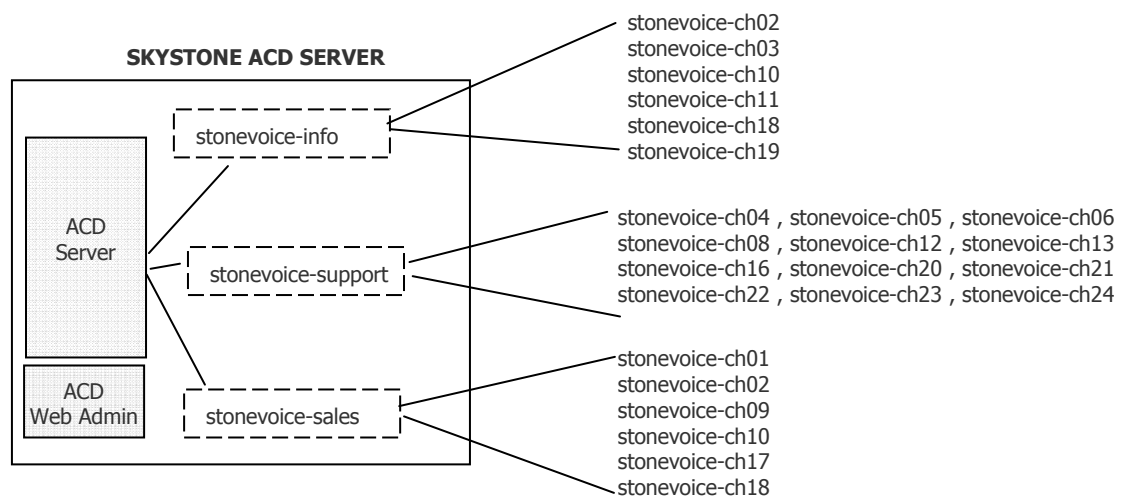 SKYSTONE ACD SERVER
ACD
Server
ACD
Web Admin
stonevoice-info
stonevoice-support
stonevoice-sales
stonevoice-ch02
stonevoice-ch03
stonevoice-ch10
stonevoice-ch11
stonevoice-ch18
stonevoice-ch19
stonevoice-ch04 , stonevoice-ch05 , stonevoice-ch06
stonevoice-ch08 , stonevoice-ch12 , stonevoice-ch13
stonevoice-ch16 , stonevoice-ch20 , stonevoice-ch21
stonevoice-ch22 , stonevoice-ch23 , stonevoice-ch24
stonevoice-ch01
stonevoice-ch02
stonevoice-ch09
stonevoice-ch10
stonevoice-ch17
stonevoice-ch18